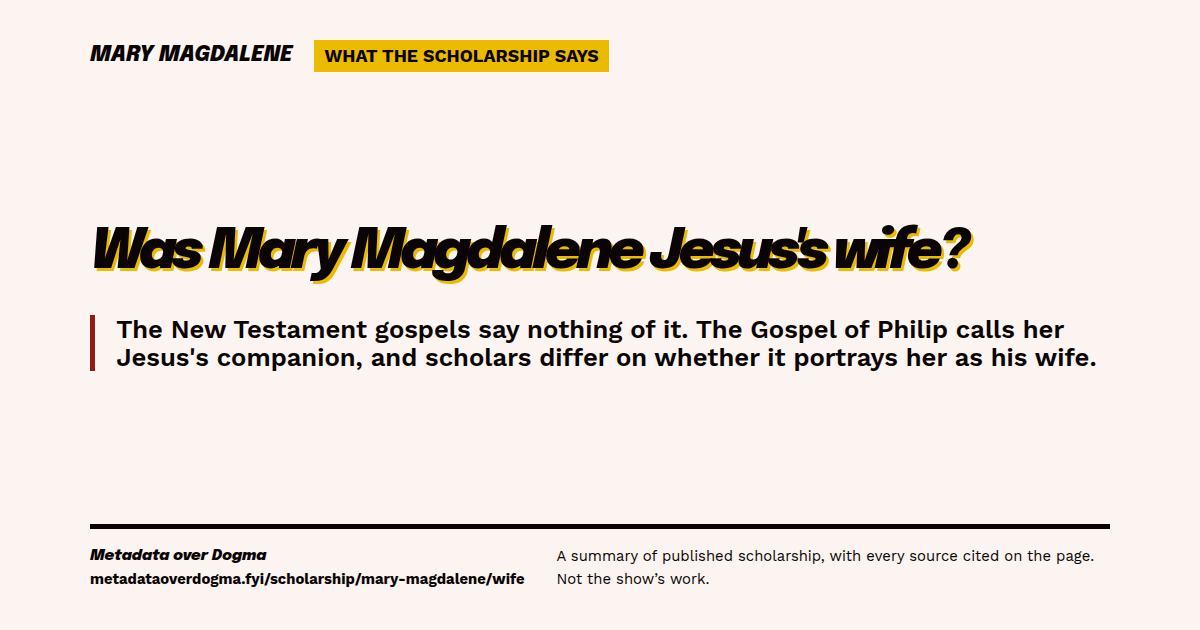 MARY MAGDALENE
WHAT THE SCHOLARSHIP SAYS
Was Mary Magdalene Jesus's wife?
The New Testament gospels say nothing of it. The Gospel of Philip calls her
Jesus's companion, and scholars differ on whether it portrays her as his wife.
Metadata over Dogma
metadataoverdogma.fyi/scholarship/mary-magdalene/wife
A summary of published scholarship, with every source cited on the page.
Not the show’s work.